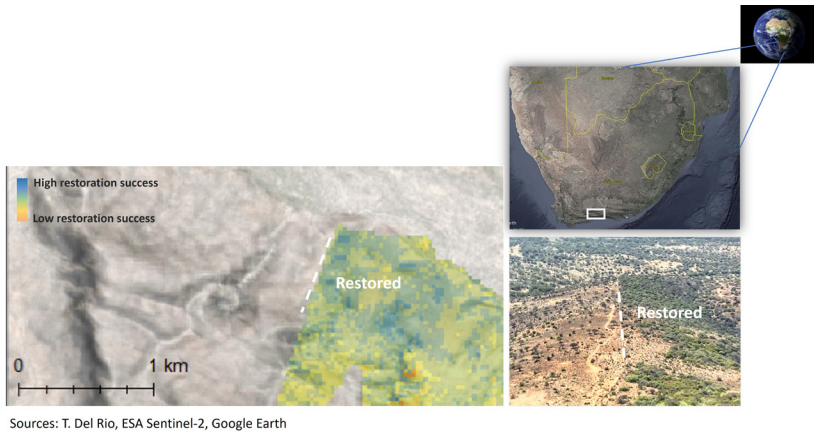 High restoration success
Low restoration success
Restored
0
1 km
Restored
Sources: T. Del Rio, ESA Sentinel-2, Google Earth